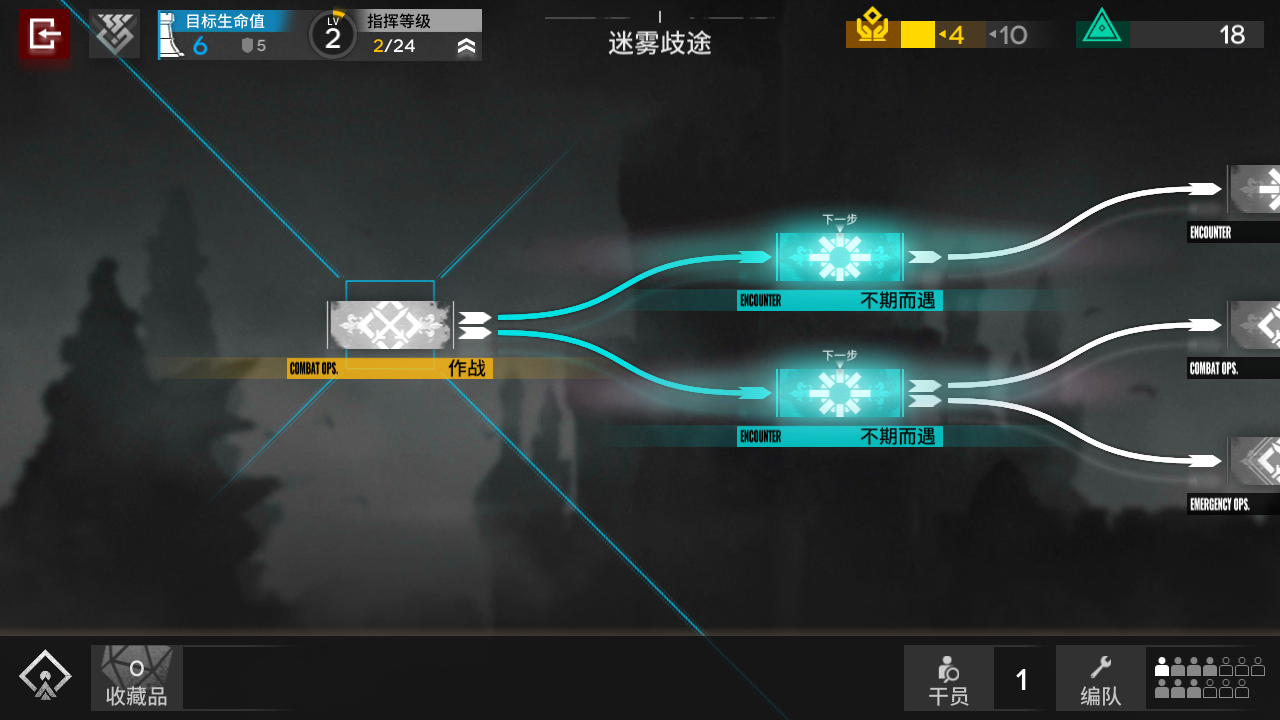 目标生命值
6 5
LV
2
指挥等级
2/24
迷雾歧途
4 10
18
下一步
ENCOUNTER 不期而遇
ENCOUNTER
COMBAT OPS. 作战
下一步
ENCOUNTER 不期而遇
COMBAT OPS.
EMERGENCY OPS.
0
收藏品
干员
1
编队